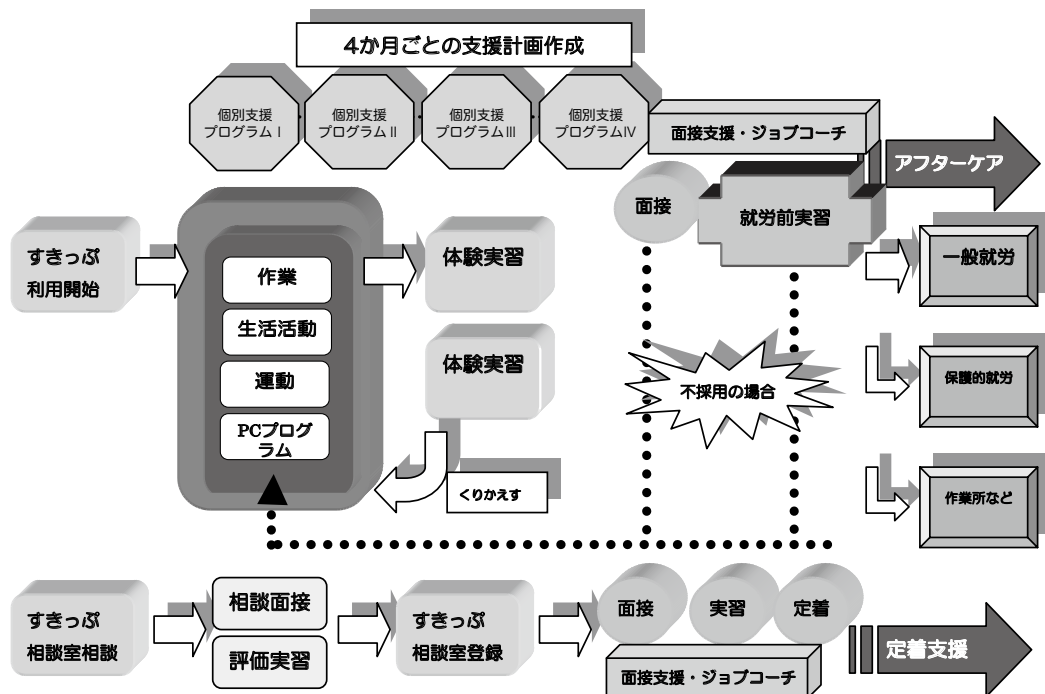 4か月ごとの支援計画作成
個別支援
プログラムⅠ
個別支援
プログラムⅡ
個別支援
プログラムⅢ
個別支援
プログラムⅣ
面接支援・ジョブコーチ
アフターケア
面接
就労前実習
すきっぷ
利用開始
作業
生活活動
運動
PCプログ
ラム
体験実習
体験実習
くりかえす
不採用の場合
一般就労
保護的就労
作業所など
すきっぷ
相談室相談
相談面接
評価実習
すきっぷ
相談室登録
面接
実習
定着
面接支援・ジョブコーチ
定着支援